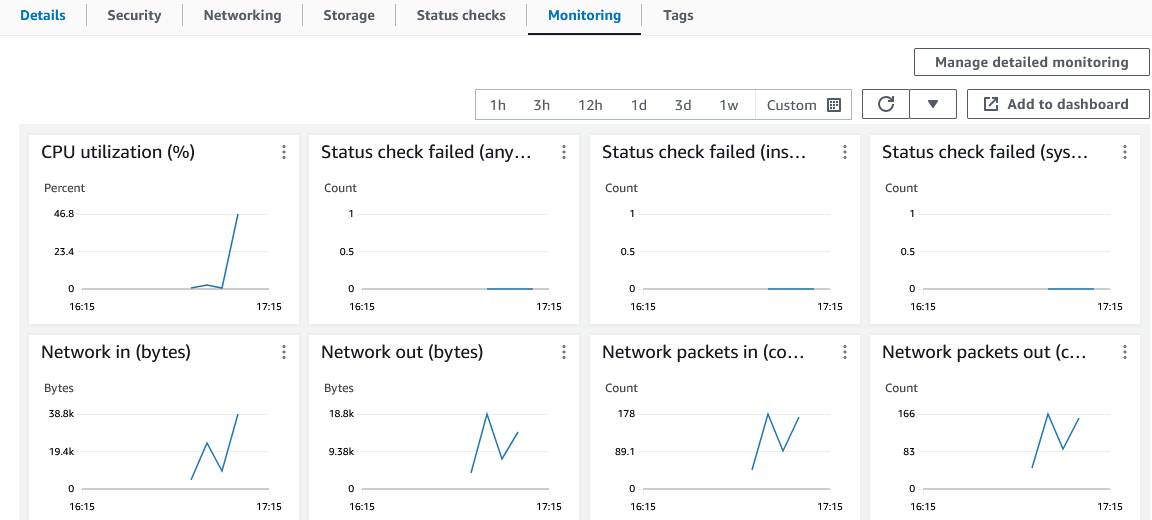 Details Security Networking Storage Status checks Monitoring Tags
Manage detailed monitoring
1h 3h 12h 1d 3d 1w Custom Add to dashboard
CPU utilization (%)
Percent
46.8
23.4
0
16:15 17:15
Status check failed (any…
Count
1
0.5
0
16:15 17:15
Status check failed (ins…
Count
1
0.5
0
16:15 17:15
Status check failed (sys…
Count
1
0.5
0
16:15 17:15
Network in (bytes)
Bytes
38.8k
19.4k
0
16:15 17:15
Network out (bytes)
Bytes
18.8k
9.38k
0
16:15 17:15
Network packets in (co…
Count
178
89.1
0
16:15 17:15
Network packets out (c…
Count
166
83
0
16:15 17:15